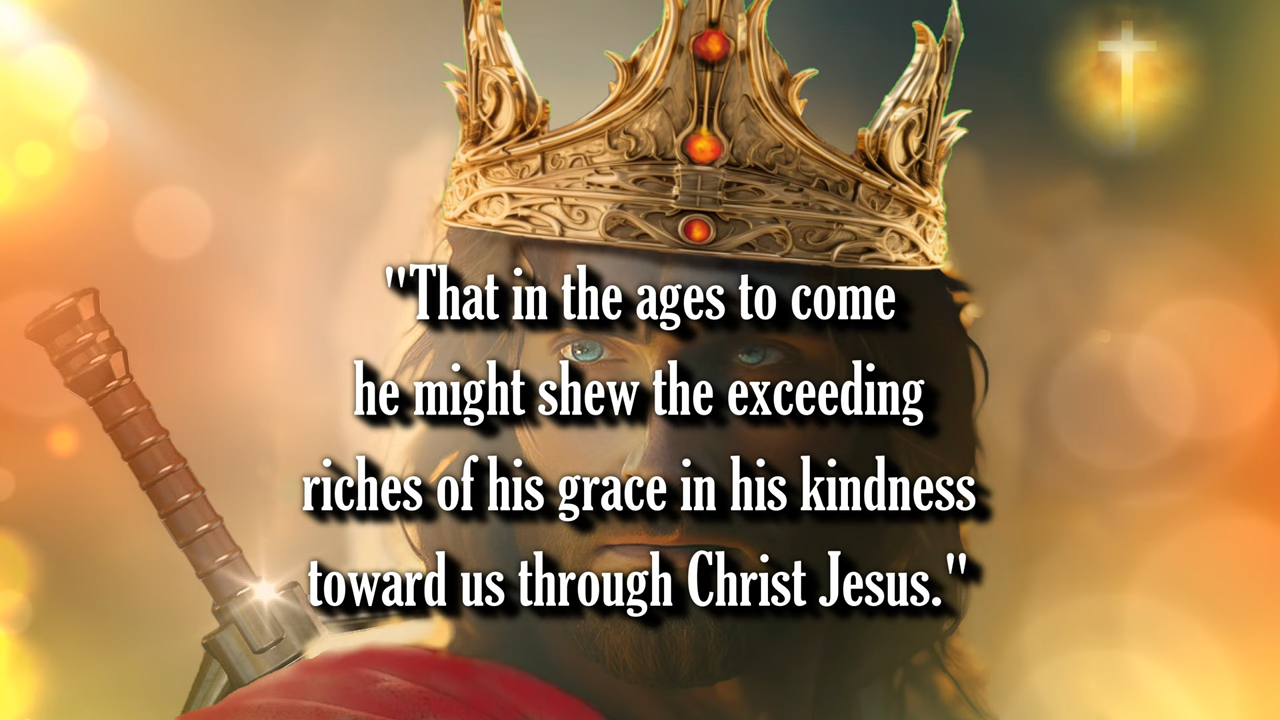 "That in the ages to come
he might shew the exceeding
riches of his grace in his kindness
toward us through Christ Jesus."